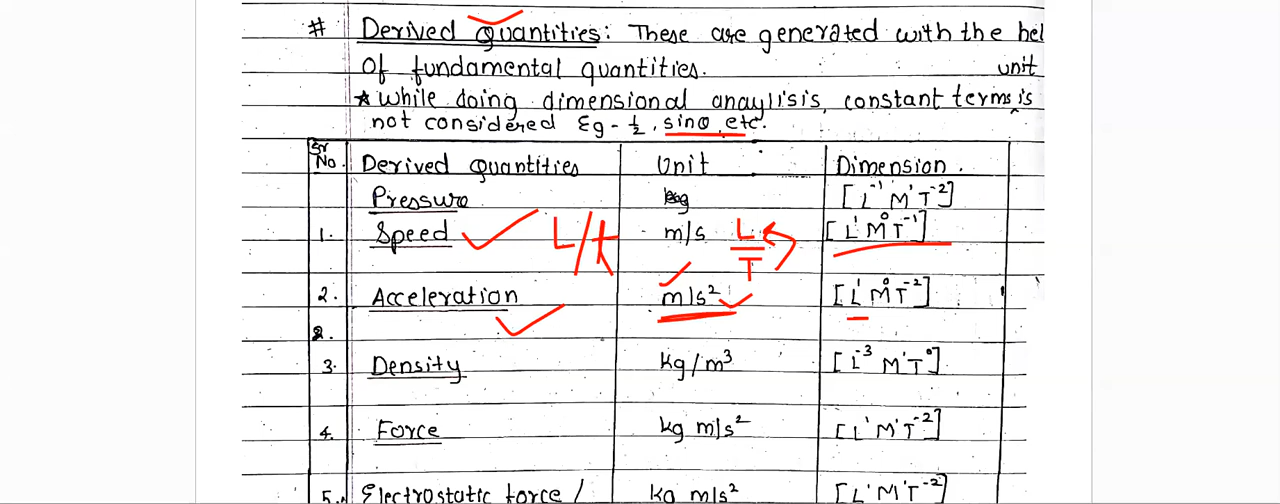 # Derived Quantities: These are generated with the hel
of fundamental quantities. unit
★ while doing dimensional anaylisis, constant terms is
not considered Eg - ½, sinθ, etc.
Sr No. Derived Quantities Unit Dimension.
Pressure [L⁻¹ M¹ T⁻²]
1. Speed L/t m/s L/T [L¹ M⁰ T⁻¹]
2. Acceleration m/s² [L¹ M⁰ T⁻²]
2.
3. Density kg/m³ [L⁻³ M¹ T⁰]
4. Force kg m/s² [L¹ M¹ T⁻²]
5. Electrostatic force / kg m/s² [L¹ M¹ T⁻²]